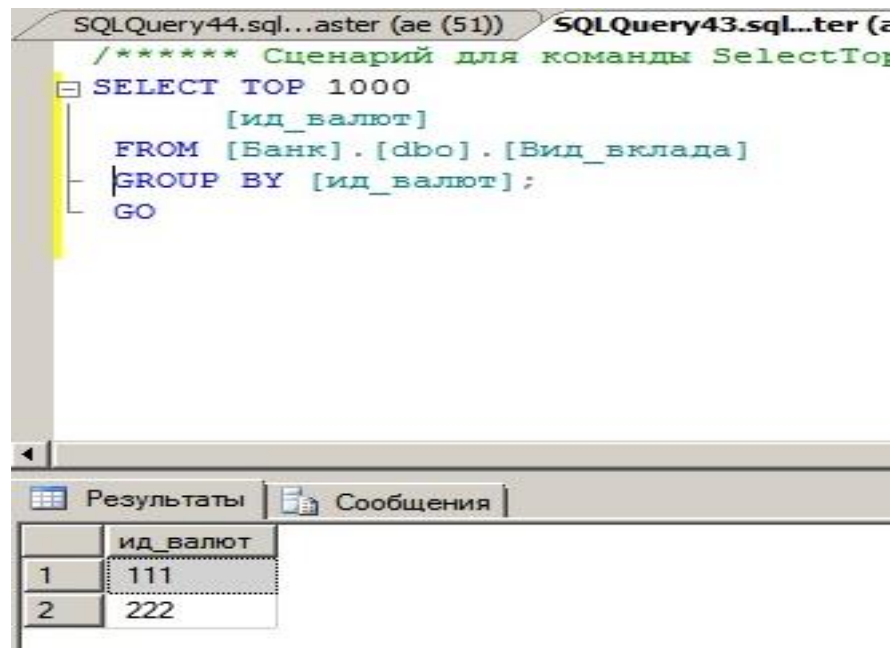 SQLQuery44.sql...aster (ae (51)) SQLQuery43.sql...ter (a
/****** Сценарий для команды SelectTop
SELECT TOP 1000
[ид_валют]
FROM [Банк].[dbo].[Вид_вклада]
GROUP BY [ид_валют];
GO
Результаты Сообщения
ид_валют
1 111
2 222